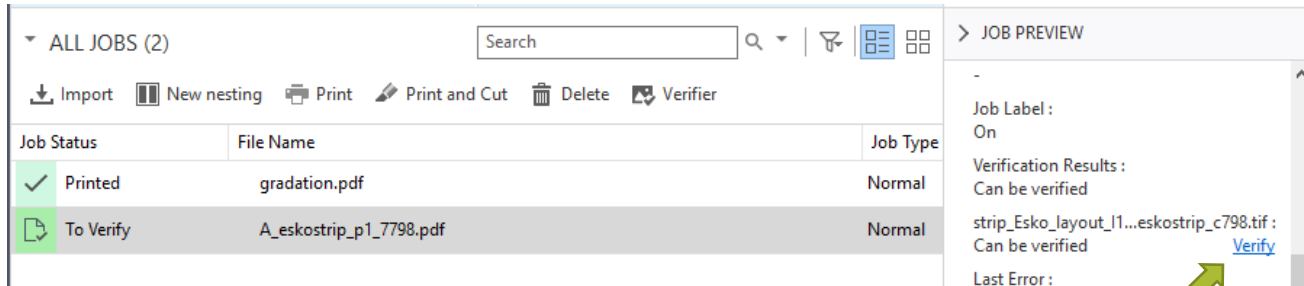 ALL JOBS (2)
Search
JOB PREVIEW
Import New nesting Print Print and Cut Delete Verifier
Job Status File Name Job Type
Printed gradation.pdf Normal
To Verify A_eskostrip_p1_7798.pdf Normal
-
Job Label :
On
Verification Results :
Can be verified
strip_Esko_layout_l1...eskostrip_c798.tif :
Can be verified Verify
Last Error :